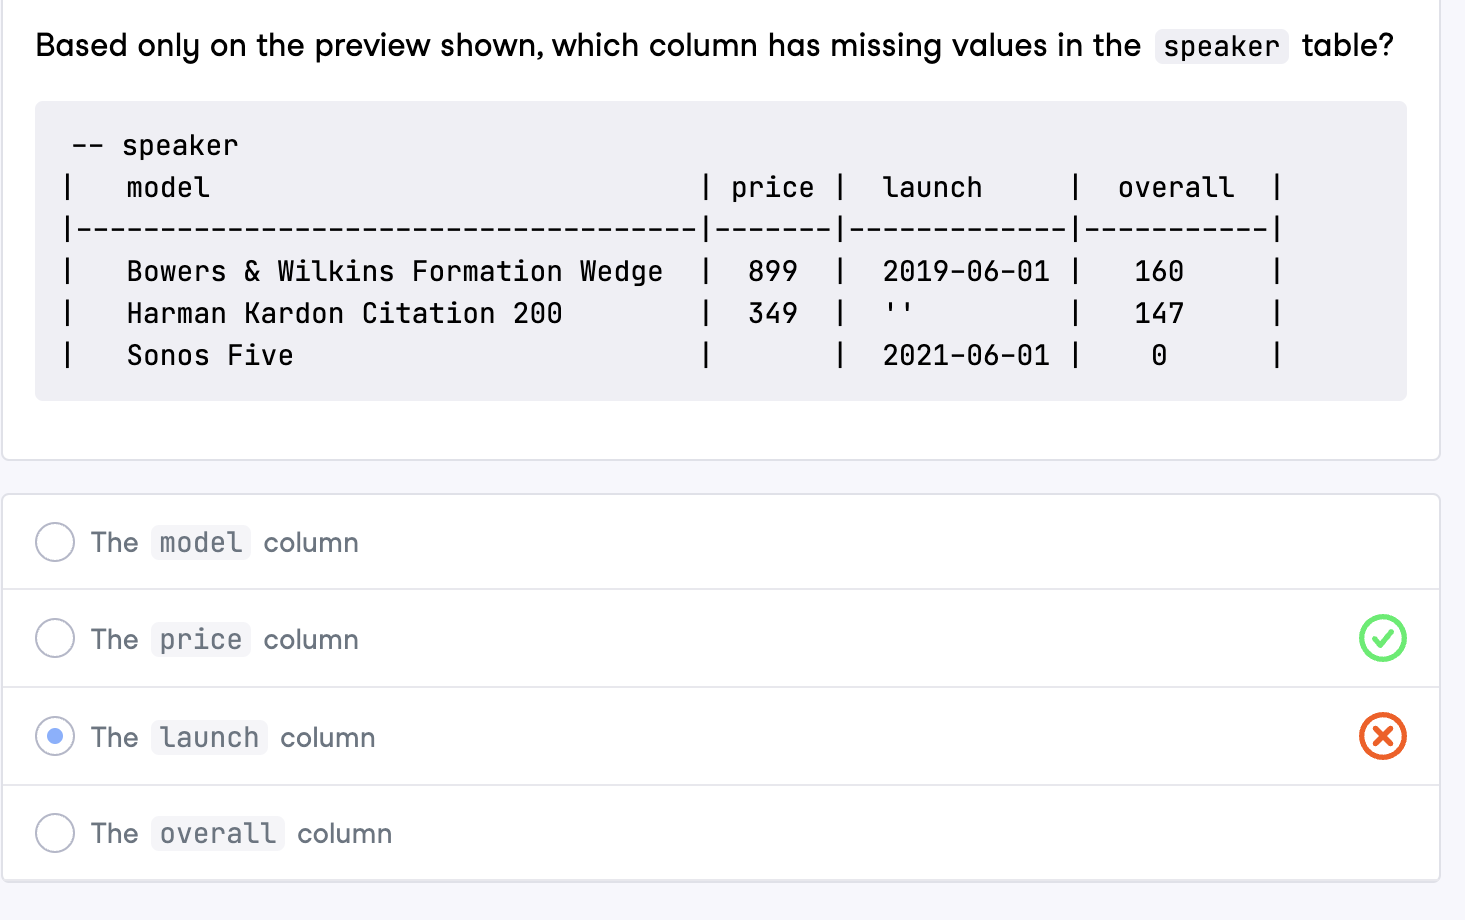 Based only on the preview shown, which column has missing values in the speaker table?
-- speaker
|   model                             | price |  launch     |  overall  |
|-------------------------------------|-------|-------------|-----------|
|   Bowers & Wilkins Formation Wedge  |  899  |  2019-06-01 |   160     |
|   Harman Kardon Citation 200        |  349  |  ''         |   147     |
|   Sonos Five                        |       |  2021-06-01 |    0      |
The model column
The price column
The launch column
The overall column